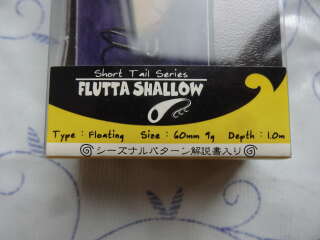 Short Tail Series
FLUTTA SHALLOW
Type : Floating Size : 60mm 9g Depth : 1.0m
シーズナルパターン解説書入り